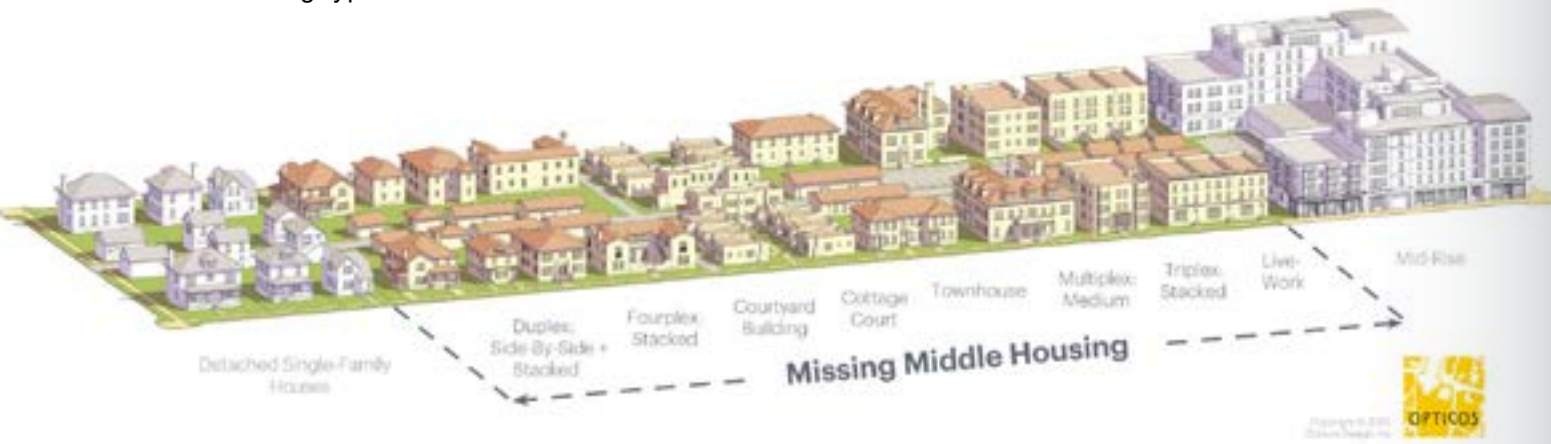 Detached Single-Family
Houses
Duplex:
Side-By-Side +
Stacked
Fourplex:
Stacked
Courtyard
Building
Cottage
Court
Townhouse
Multiplex:
Medium
Triplex:
Stacked
Live-
Work
Mid-Rise
Missing Middle Housing
OPTICOS